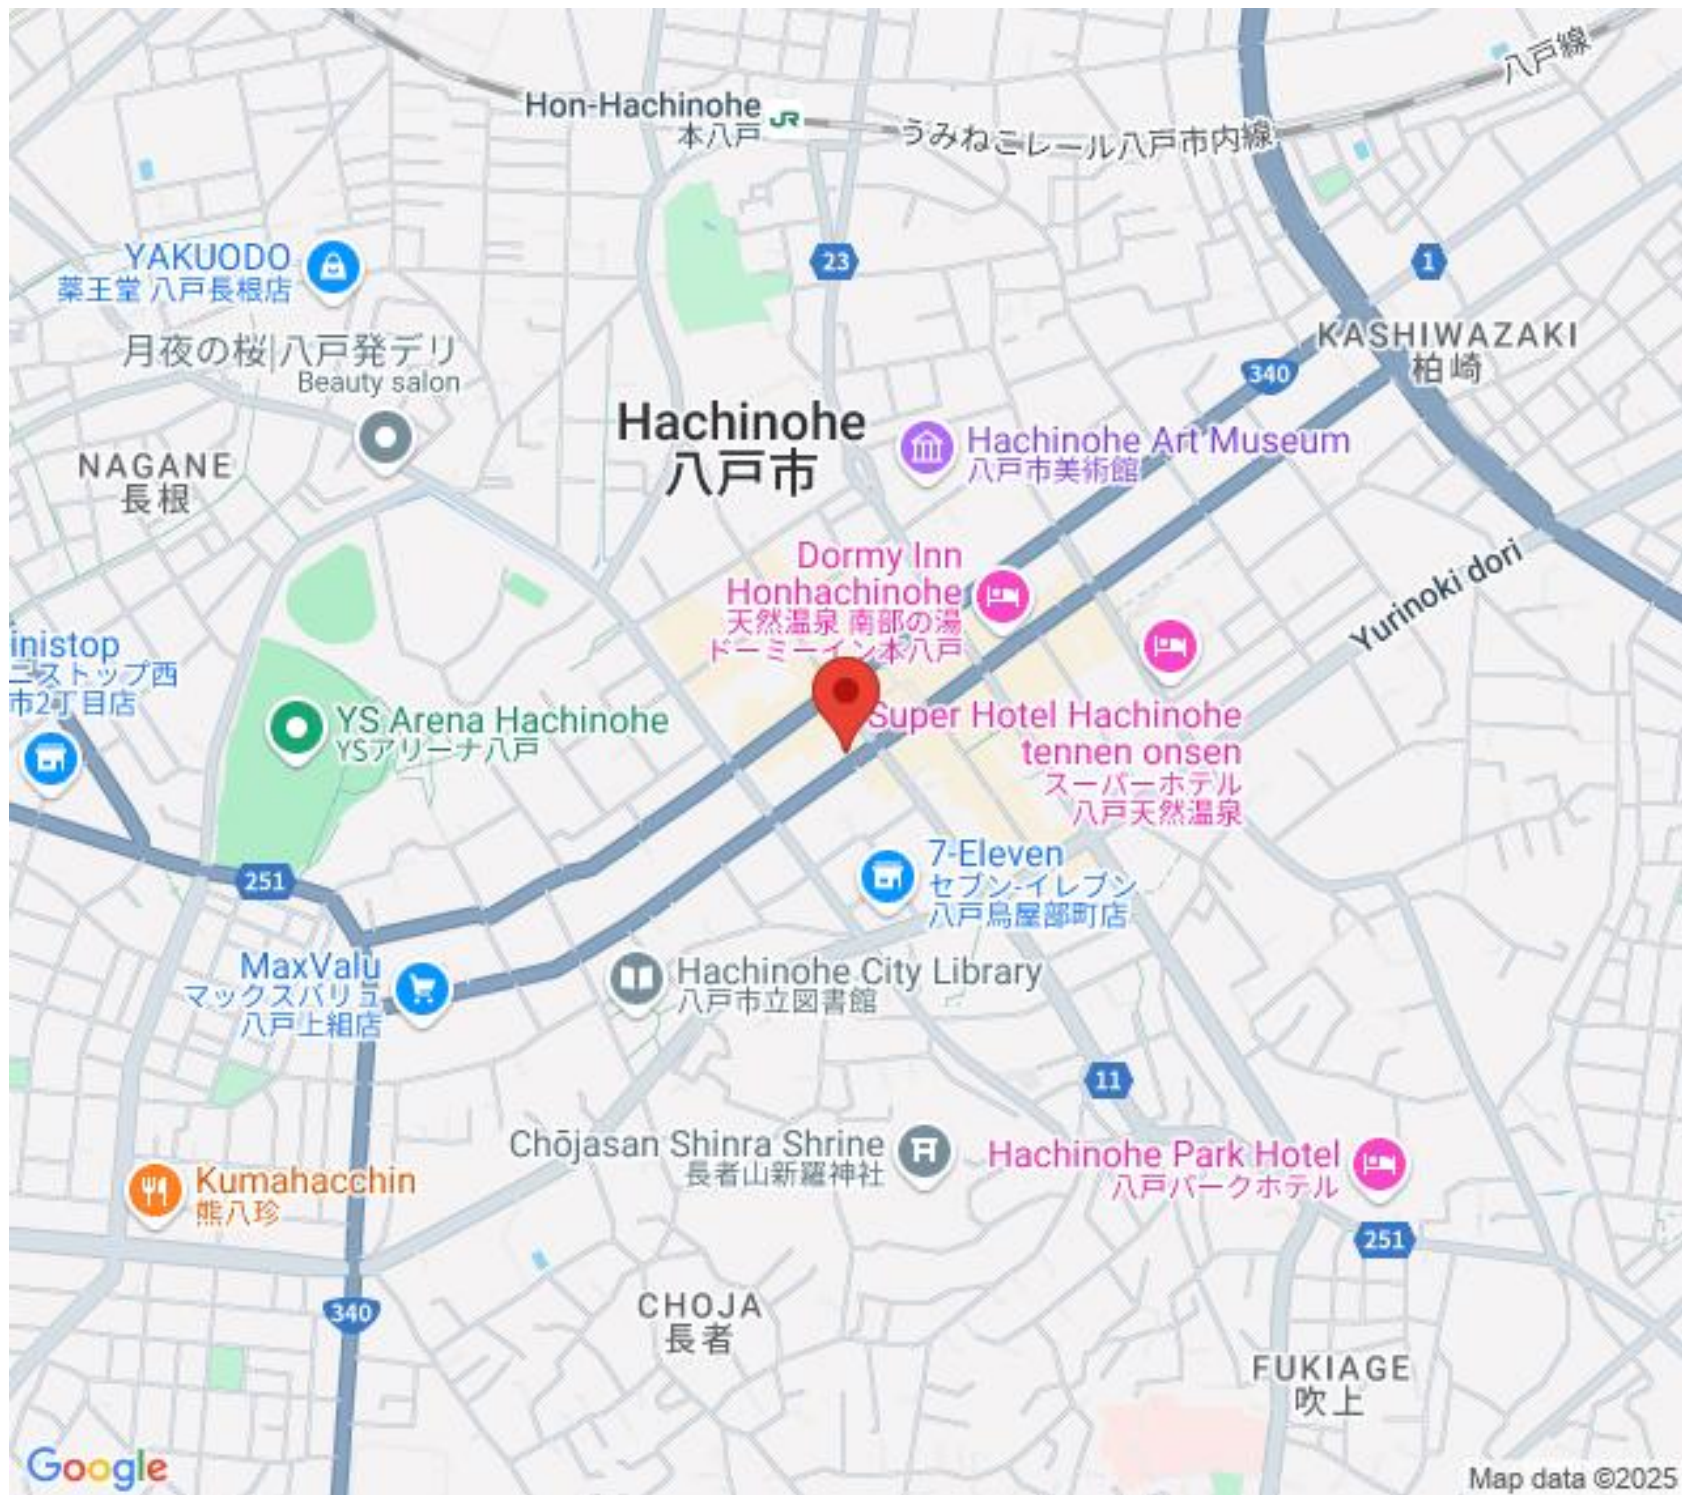 八戸線
Hon-Hachinohe
本八戸
JR
うみねこレール八戸市内線
YAKUODO
薬王堂 八戸長根店
23
1
月夜の桜|八戸発デリ
Beauty salon
KASHIWAZAKI
柏崎
340
Hachinohe
八戸市
Hachinohe Art Museum
八戸市美術館
NAGANE
長根
Dormy Inn
Honhachinohe
天然温泉 南部の湯
ドーミーイン本八戸
Yurinoki dori
inistop
ニストップ西
市2丁目店
YS Arena Hachinohe
YSアリーナ八戸
Super Hotel Hachinohe
tennen onsen
スーパーホテル
八戸天然温泉
7-Eleven
セブン-イレブン
八戸鳥屋部町店
251
MaxValu
マックスバリュ
八戸上組店
Hachinohe City Library
八戸市立図書館
11
Chōjasan Shinra Shrine
長者山新羅神社
Hachinohe Park Hotel
八戸パークホテル
Kumahacchin
熊八珍
251
340
CHOJA
長者
FUKIAGE
吹上
Google
Map data ©2025